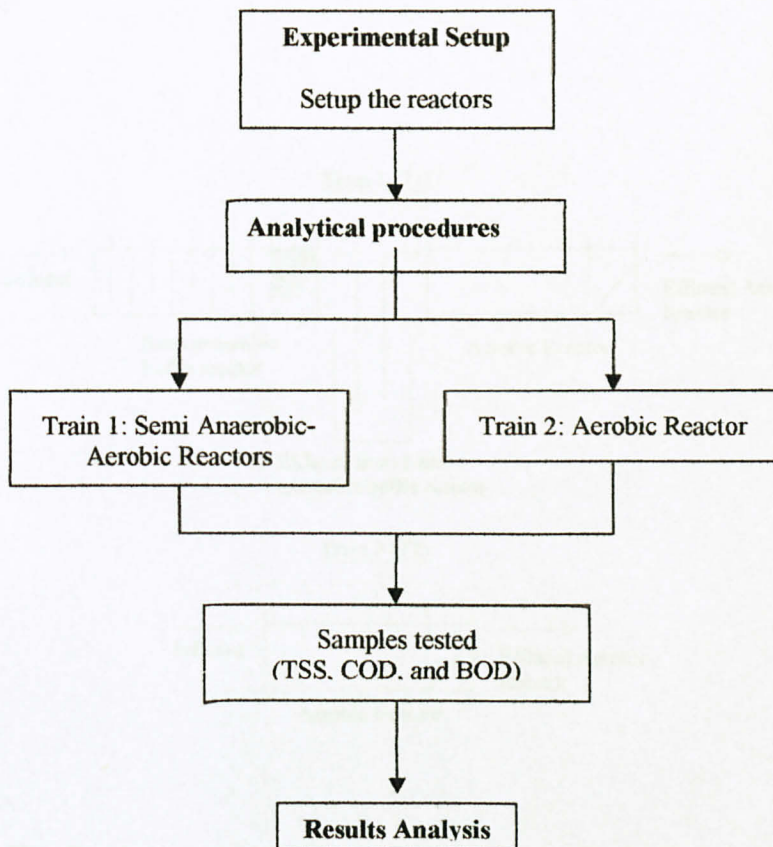 Experimental Setup
Setup the reactors
Analytical procedures
Train 1: Semi Anaerobic-
Aerobic Reactors
Train 2: Aerobic Reactor
Samples tested
(TSS, COD, and BOD)
Results Analysis